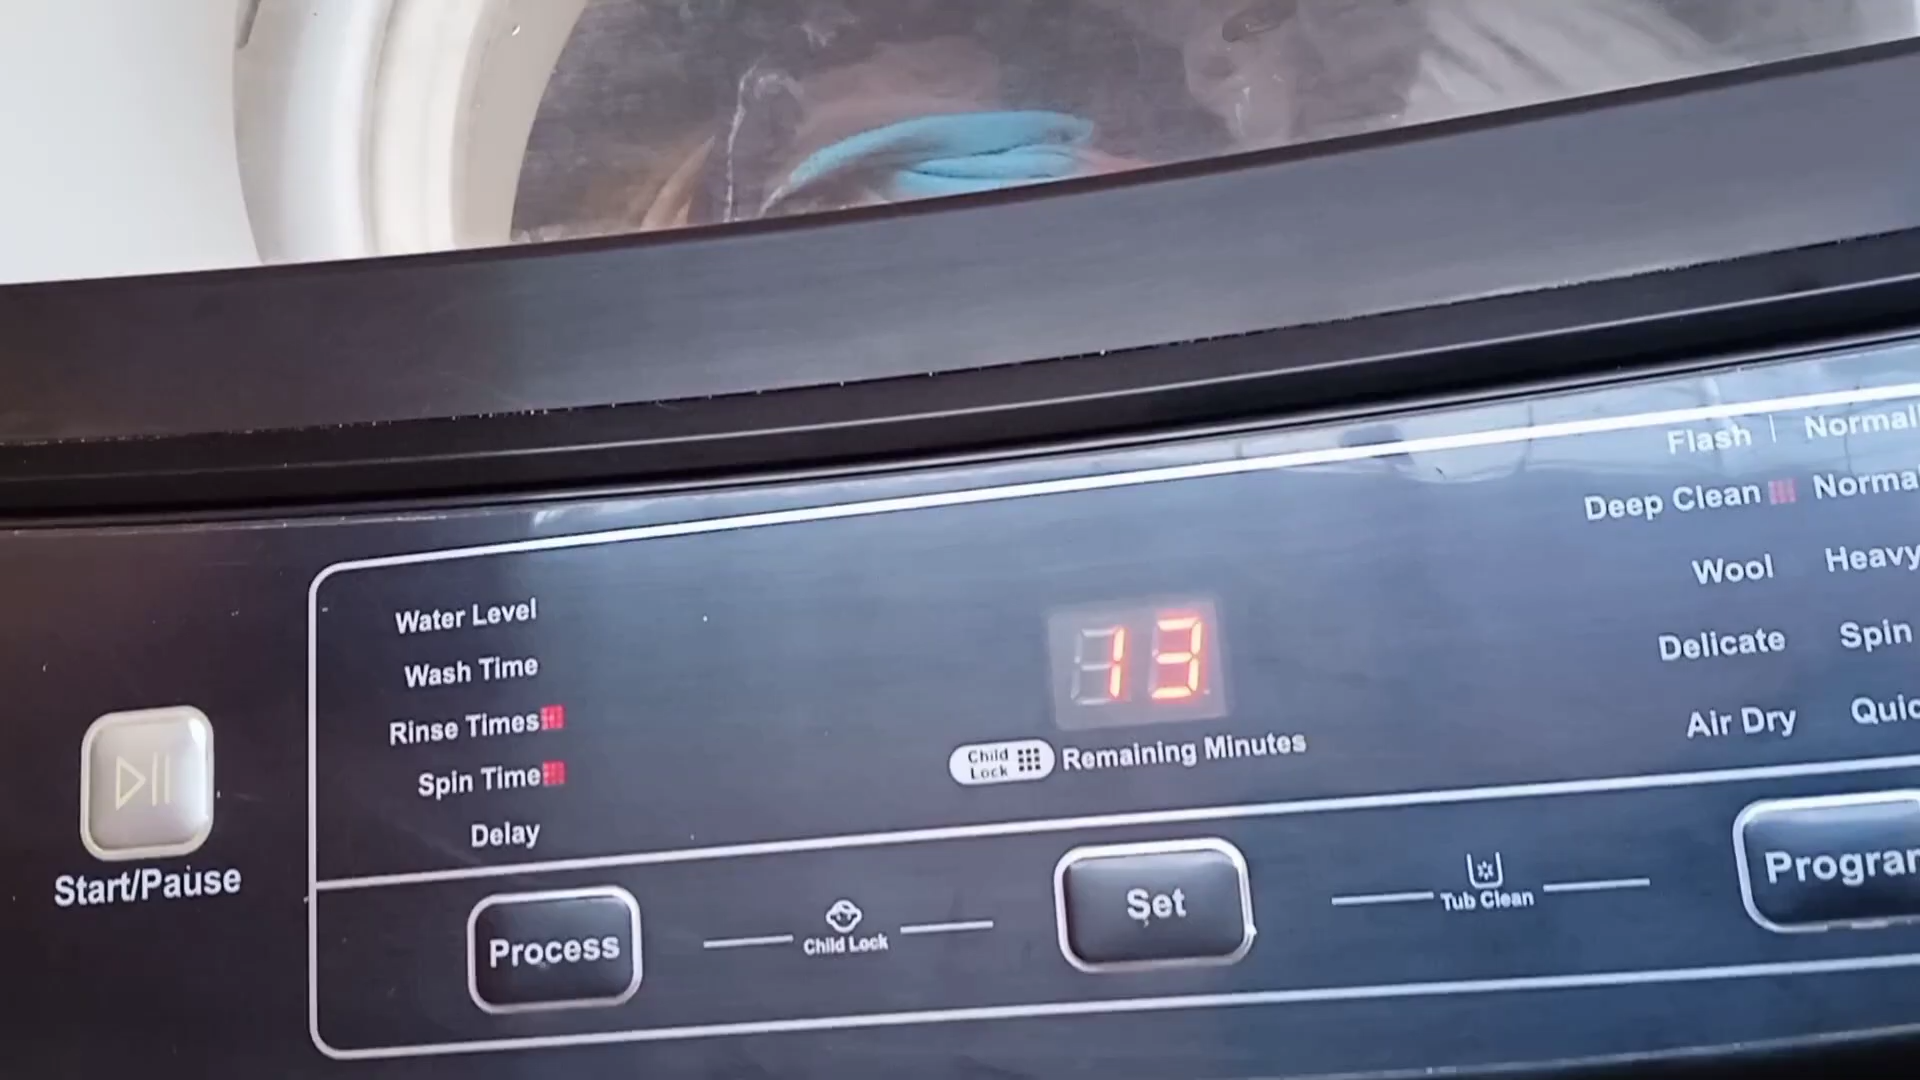 Flash | Normal
Deep Clean Norma
Wool Heavy
Delicate Spin
Air Dry Quic
Water Level
Wash Time
Rinse Times
Spin Time
Delay
13
Child Lock Remaining Minutes
Start/Pause
Process
Child Lock
Set
Tub Clean
Program